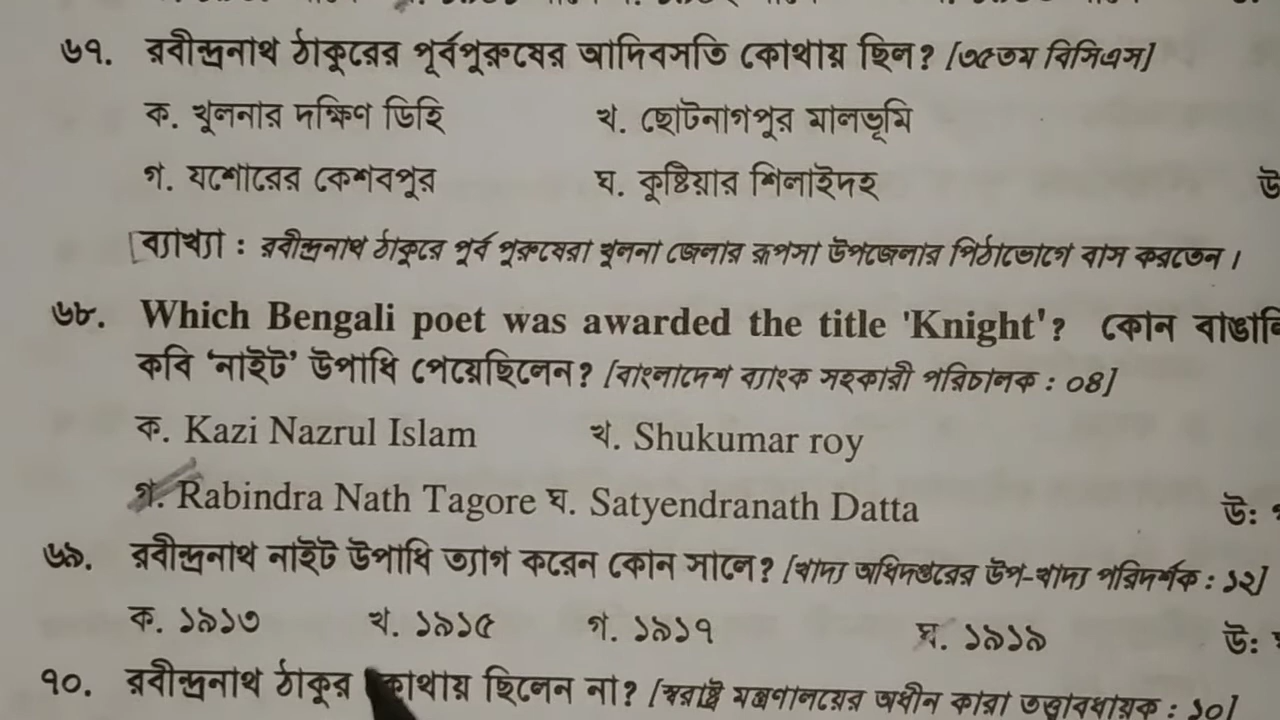 ৬৭. রবীন্দ্রনাথ ঠাকুরের পূর্বপুরুষের আদিবসতি কোথায় ছিল? [৩৫তম বিসিএস]
ক. খুলনার দক্ষিণ ডিহি খ. ছোটনাগপুর মালভূমি
গ. যশোরের কেশবপুর ঘ. কুষ্টিয়ার শিলাইদহ
[ব্যাখ্যা : রবীন্দ্রনাথ ঠাকুরে পূর্ব পুরুষেরা খুলনা জেলার রূপসা উপজেলার পিঠাভোগে বাস করতেন।
৬৮. Which Bengali poet was awarded the title 'Knight'? কোন
কবি ‘নাইট’ উপাধি পেয়েছিলেন? [বাংলাদেশ ব্যাংক সহকারী পরিচালক : ০৪]
ক. Kazi Nazrul Islam খ. Shukumar roy
গ. Rabindra Nath Tagore ঘ. Satyendranath Datta উ:
৬৯. রবীন্দ্রনাথ নাইট উপাধি ত্যাগ করেন কোন সালে? [খাদ্য অধিদপ্তরের উপ-খাদ্য পরিদর্শক : ১২]
ক. ১৯১৩ খ. ১৯১৫ গ. ১৯১৭ ঘ. ১৯১৯ উ:
৭০. রবীন্দ্রনাথ ঠাকুর কোথায় ছিলেন না? [স্বরাষ্ট্র মন্ত্রণালয়ের অধীন কারা তত্ত্বাবধায়ক : ১০]